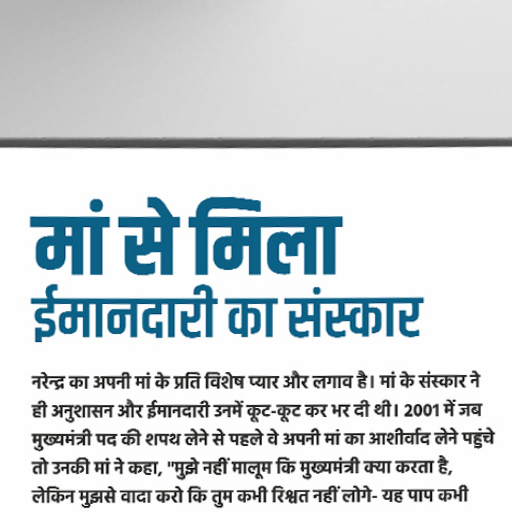 मां से मिला
ईमानदारी का संस्कार
नरेन्द्र का अपनी मां के प्रति विशेष प्यार और लगाव है। मां के संस्कार ने
ही अनुशासन और ईमानदारी उनमें कूट-कूट कर भर दी थी। 2001 में जब
मुख्यमंत्री पद की शपथ लेने से पहले वे अपनी मां का आशीर्वाद लेने पहुंचे
तो उनकी मां ने कहा, "मुझे नहीं मालूम कि मुख्यमंत्री क्या करता है,
लेकिन मुझसे वादा करो कि तुम कभी रिश्वत नहीं लोगे- यह पाप कभी